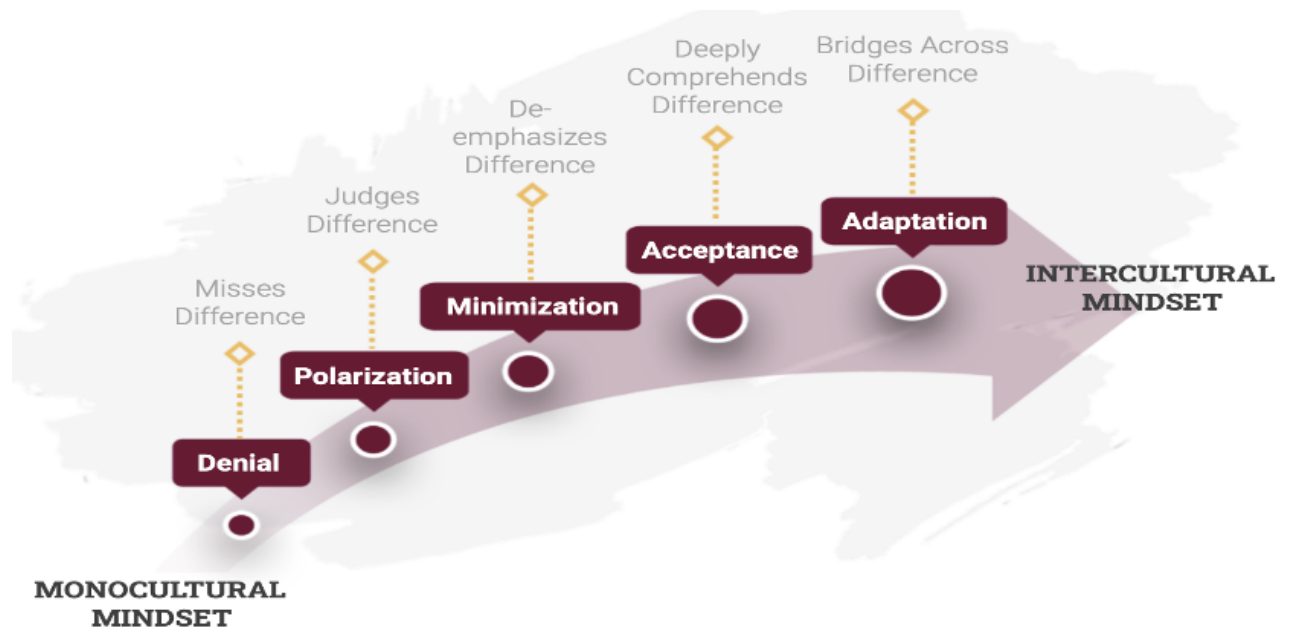 Misses
Difference
Denial
Judges
Difference
Polarization
De-
emphasizes
Difference
Minimization
Deeply
Comprehends
Difference
Acceptance
Bridges Across
Difference
Adaptation
INTERCULTURAL
MINDSET
MONOCULTURAL
MINDSET